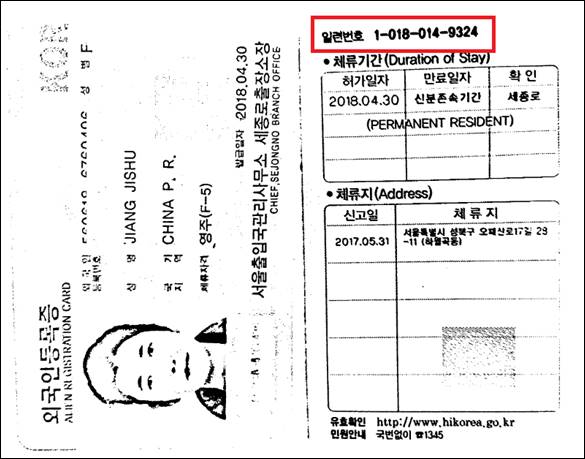 외국인등록증
ALIEN REGISTRATION CARD
외국인
등록번호
성별 F
성 명 JIANG JISHU
국 가
지 역 CHINA P. R.
체류자격 영주(F-5)
발급일자 2018.04.30
서울출입국관리사무소 세종로출장소장
CHIEF, SEJONGNO BRANCH OFFICE
KOR
일련번호 1-018-014-9324
• 체류기간(Duration of Stay)
허가일자 만료일자 확 인
2018.04.30 신분존속기간 세종로
(PERMANENT RESIDENT)
• 체류지(Address)
신고일 체 류 지
2017.05.31 서울특별시 성북구 오패산로17길 28
-11 (하월곡동)
유효확인 http://www.hikorea.go.kr
민원안내 국번없이 ☎1345